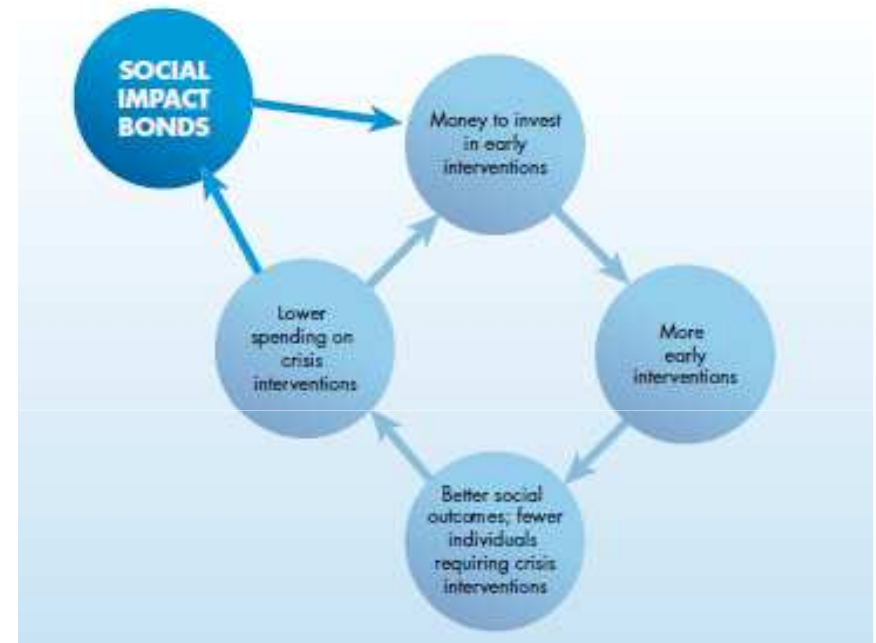 SOCIAL
IMPACT
BONDS
Money to invest
in early
interventions
More
early
interventions
Better social
outcomes; fewer
individuals
requiring crisis
interventions
Lower
spending on
crisis
interventions